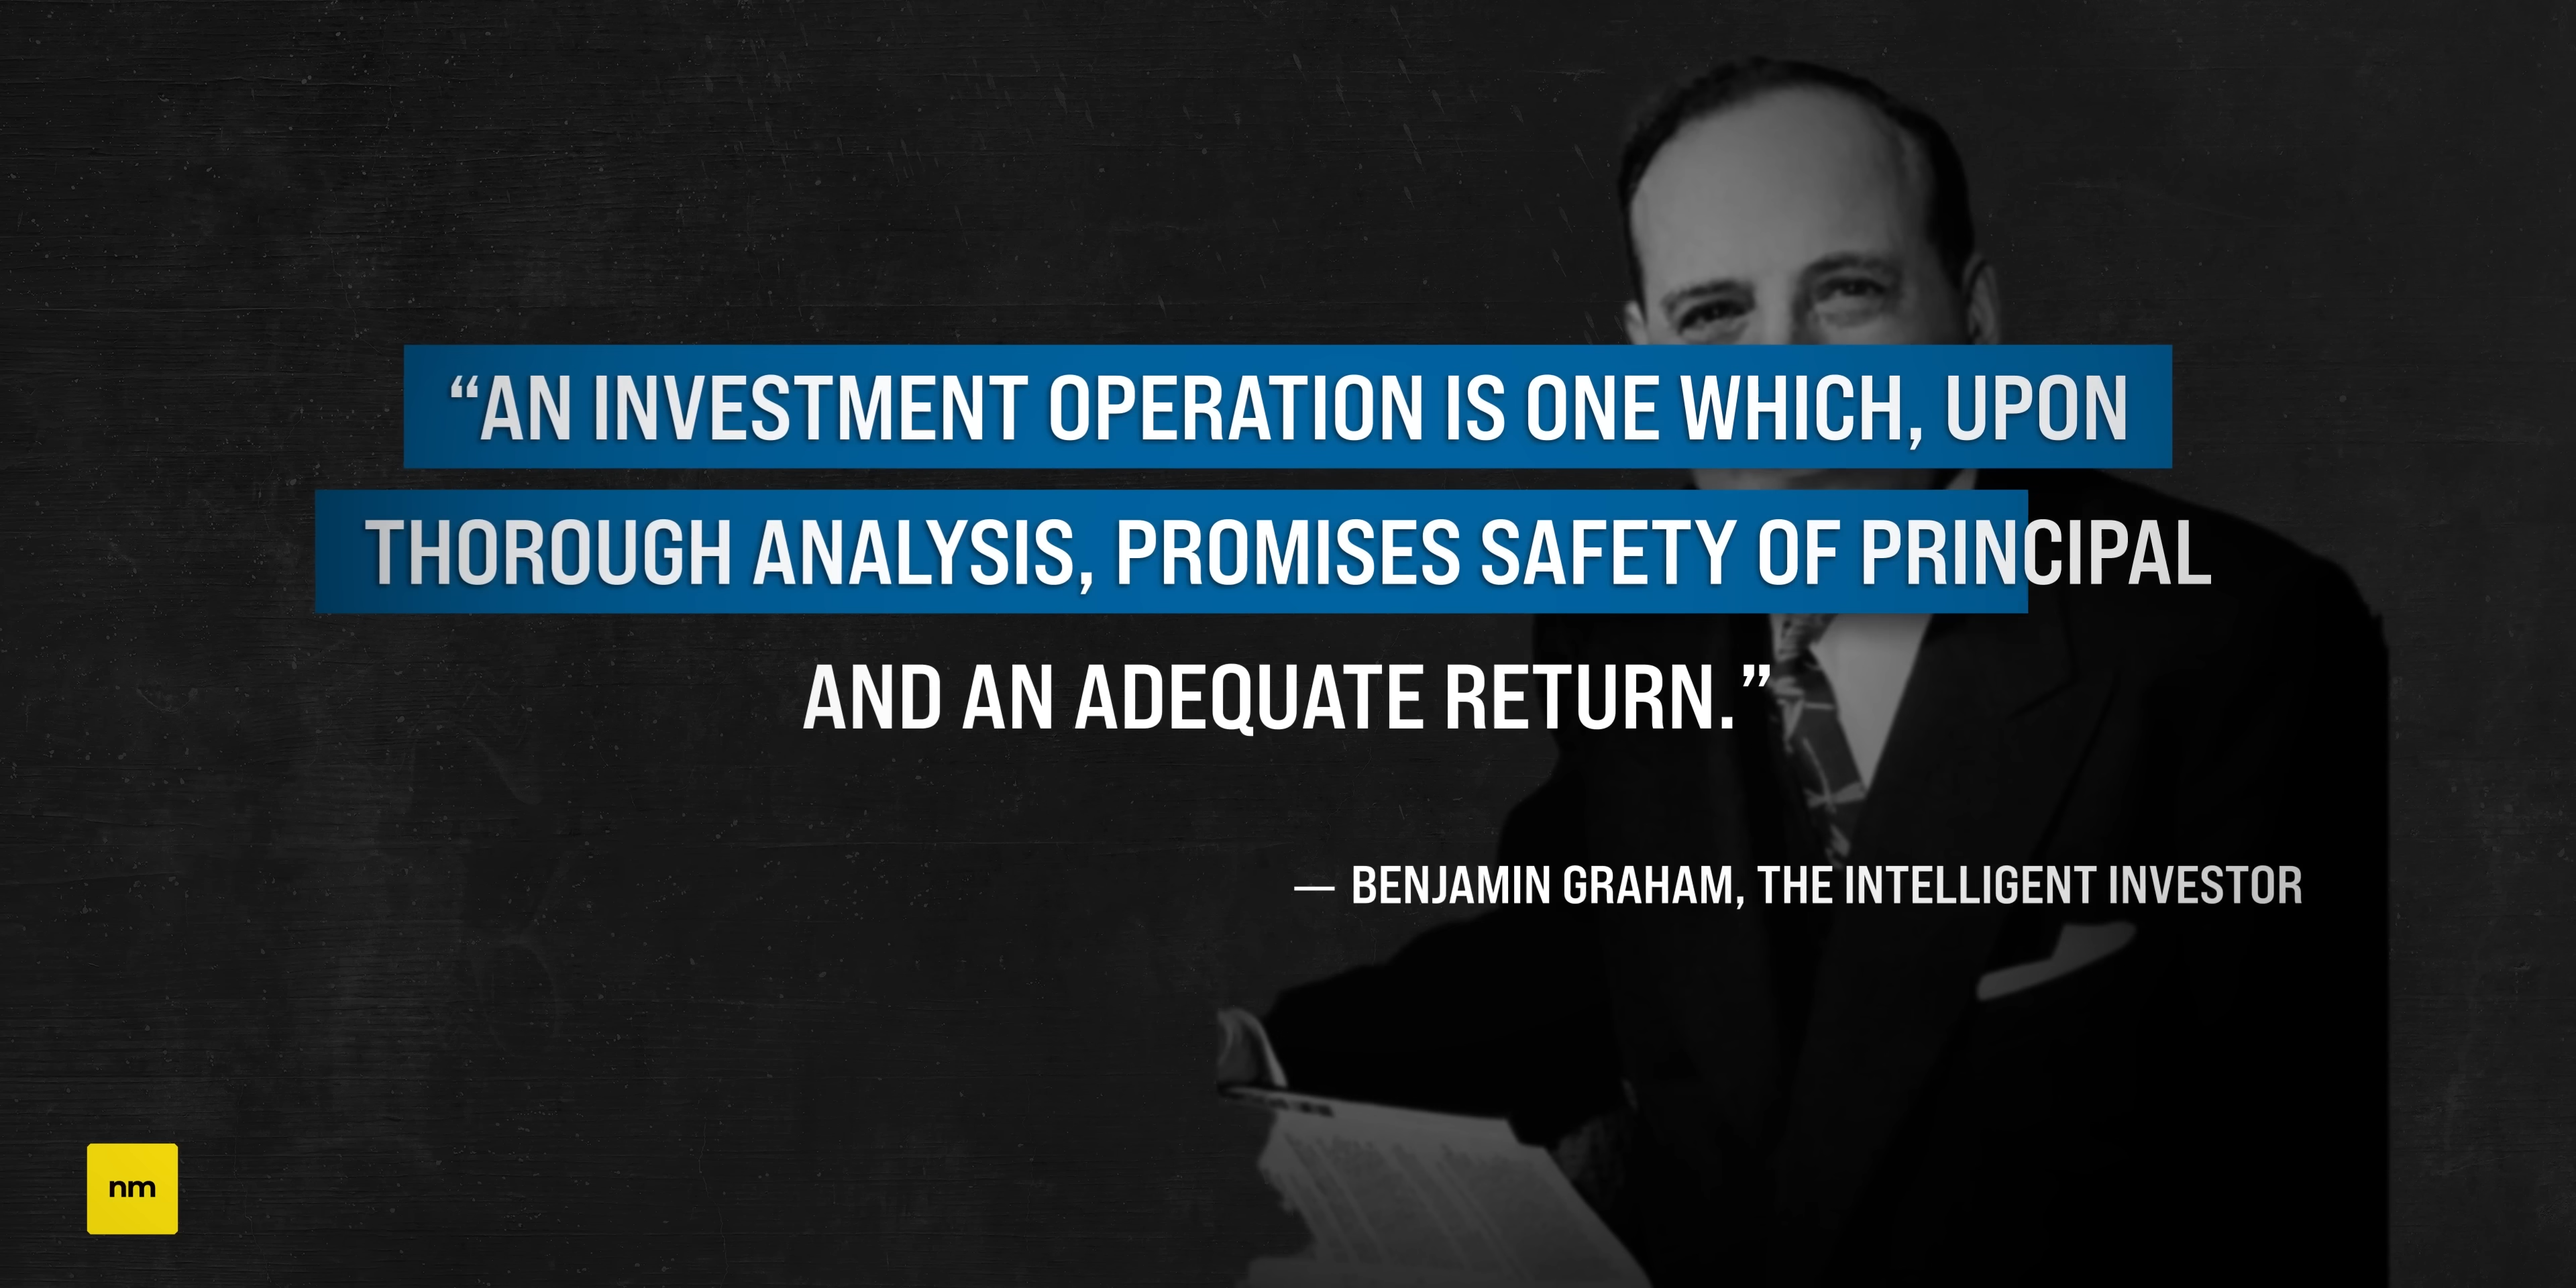 “AN INVESTMENT OPERATION IS ONE WHICH, UPON
THOROUGH ANALYSIS, PROMISES SAFETY OF PRINCIPAL
AND AN ADEQUATE RETURN.”
— BENJAMIN GRAHAM, THE INTELLIGENT INVESTOR
nm